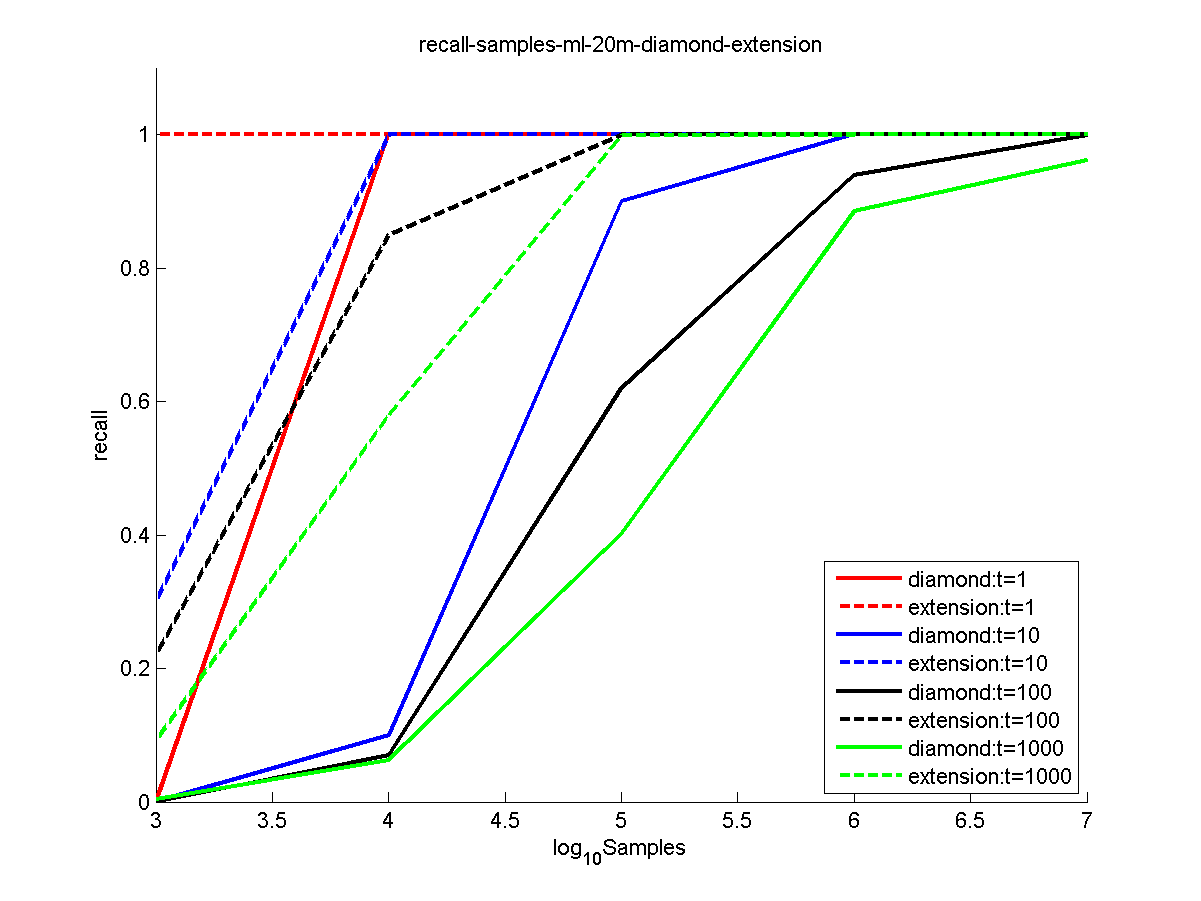 recall-samples-ml-20m-diamond-extension
recall
1
0.8
0.6
0.4
0.2
0
3
3.5
4
4.5
5
5.5
6
6.5
7
log10Samples
diamond:t=1
extension:t=1
diamond:t=10
extension:t=10
diamond:t=100
extension:t=100
diamond:t=1000
extension:t=1000